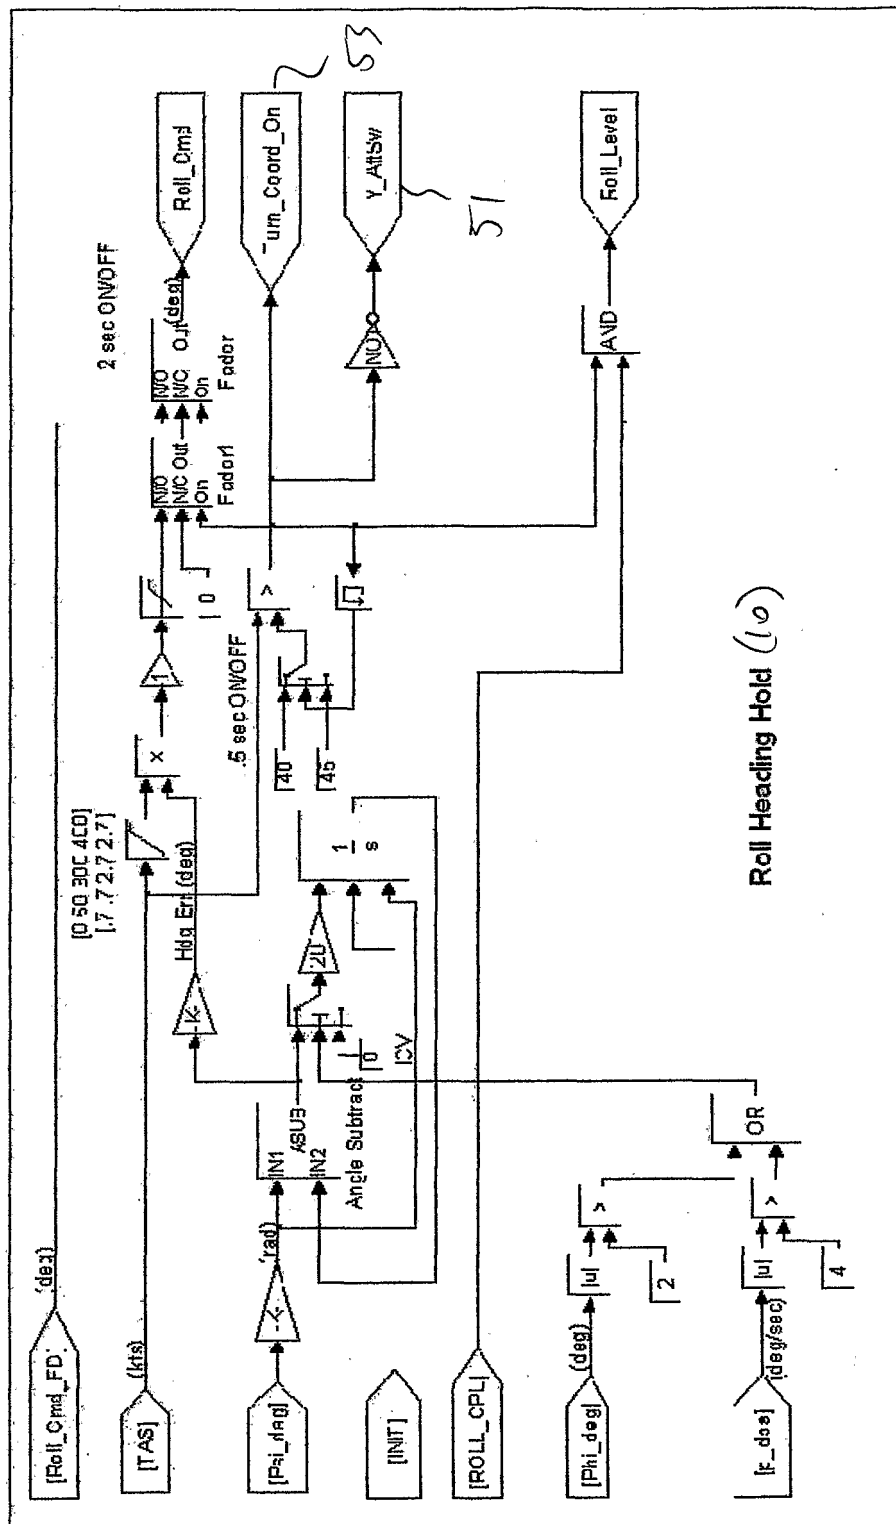 [Roll_Cmd_FD]
(deg)
[TAS]
(kts)
[0 50 300 400]
[.7 .7 2.7 2.7]
x
1
0
N/O
N/C Out
On
Fader1
2 sec ON/OFF
N/O
N/C
On
Fader
(deg)
Roll_Cmd
-K-
Hdg Err (deg)
.5 sec ON/OFF
>
Turn_Coord_On
53
[Psi_deg]
-K-
(rad)
IN1
IN2
ASUB
Angle Subtract
0
.20
1
s
ICV
40
45
NOT
Y_AttSw
51
[INIT]
[ROLL_CPL]
AND
Roll_Level
[Phi_deg]
(deg)
|u|
2
>
OR
[p_dps]
(deg/sec)
|u|
4
>
Roll Heading Hold (10)